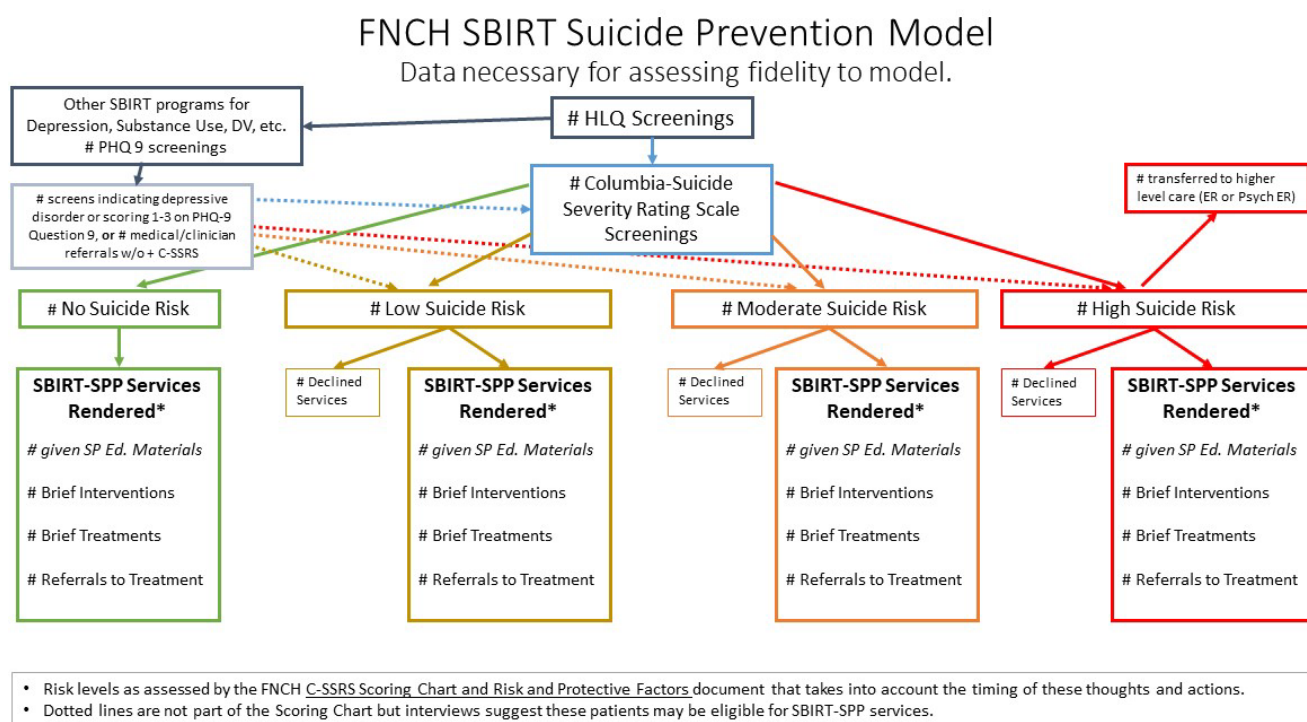 FNCH SBIRT Suicide Prevention Model
Data necessary for assessing fidelity to model.
Other SBIRT programs for
Depression, Substance Use, DV, etc.
# PHQ 9 screenings
# HLQ Screenings
# screens indicating depressive
disorder or scoring 1-3 on PHQ-9
Question 9, or # medical/clinician
referrals w/o + C-SSRS
# Columbia-Suicide
Severity Rating Scale
Screenings
# transferred to higher
level care (ER or Psych ER)
# No Suicide Risk
# Low Suicide Risk
# Moderate Suicide Risk
# High Suicide Risk
SBIRT-SPP Services
Rendered*
# given SP Ed. Materials
# Brief Interventions
# Brief Treatments
# Referrals to Treatment
# Declined
Services
SBIRT-SPP Services
Rendered*
# given SP Ed. Materials
# Brief Interventions
# Brief Treatments
# Referrals to Treatment
# Declined
Services
SBIRT-SPP Services
Rendered*
# given SP Ed. Materials
# Brief Interventions
# Brief Treatments
# Referrals to Treatment
# Declined
Services
SBIRT-SPP Services
Rendered*
# given SP Ed. Materials
# Brief Interventions
# Brief Treatments
# Referrals to Treatment
• Risk levels as assessed by the FNCH C-SSRS Scoring Chart and Risk and Protective Factors document that takes into account the timing of these thoughts and actions.
• Dotted lines are not part of the Scoring Chart but interviews suggest these patients may be eligible for SBIRT-SPP services.